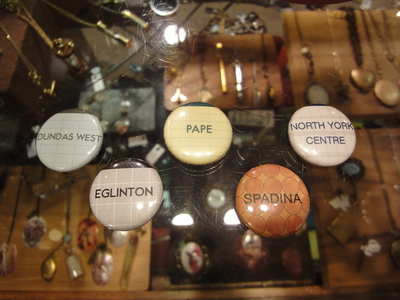 DUNDAS WEST
PAPE
NORTH YORK
CENTRE
EGLINTON
SPADINA